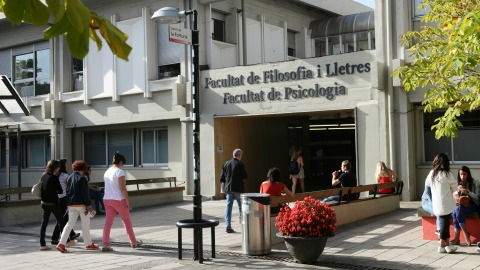 Facultat de Filosofia i Lletres
Facultat de Psicologia